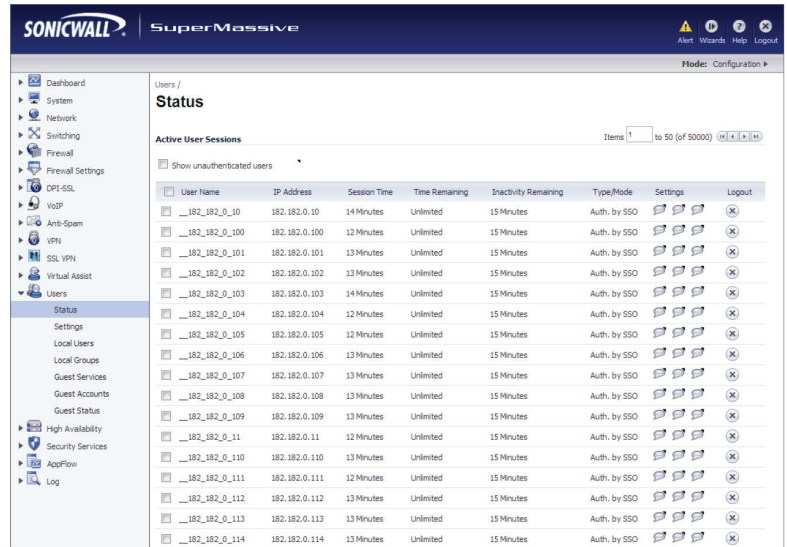 SONICWALL
SuperMassive
Alert Wizards Help Logout
Mode: Configuration
Dashboard
System
Network
Switching
Firewall
Firewall Settings
DPI-SSL
VoIP
Anti-Spam
VPN
SSL VPN
Virtual Assist
Users
Status
Settings
Local Users
Local Groups
Guest Services
Guest Accounts
Guest Status
High Availability
Security Services
AppFlow
Log
Users /
Status
Active User Sessions
Items 1 to 50 (of 50000)
Show unauthenticated users
User Name IP Address Session Time Time Remaining Inactivity Remaining Type/Mode Settings Logout
__182_182_0_10 182.182.0.10 14 Minutes Unlimited 15 Minutes Auth. by SSO
__182_182_0_100 182.182.0.100 12 Minutes Unlimited 15 Minutes Auth. by SSO
__182_182_0_101 182.182.0.101 13 Minutes Unlimited 15 Minutes Auth. by SSO
__182_182_0_102 182.182.0.102 13 Minutes Unlimited 15 Minutes Auth. by SSO
__182_182_0_103 182.182.0.103 14 Minutes Unlimited 15 Minutes Auth. by SSO
__182_182_0_104 182.182.0.104 12 Minutes Unlimited 15 Minutes Auth. by SSO
__182_182_0_105 182.182.0.105 12 Minutes Unlimited 15 Minutes Auth. by SSO
__182_182_0_106 182.182.0.106 13 Minutes Unlimited 15 Minutes Auth. by SSO
__182_182_0_107 182.182.0.107 13 Minutes Unlimited 15 Minutes Auth. by SSO
__182_182_0_108 182.182.0.108 13 Minutes Unlimited 15 Minutes Auth. by SSO
__182_182_0_109 182.182.0.109 13 Minutes Unlimited 15 Minutes Auth. by SSO
__182_182_0_11 182.182.0.11 12 Minutes Unlimited 15 Minutes Auth. by SSO
__182_182_0_110 182.182.0.110 13 Minutes Unlimited 15 Minutes Auth. by SSO
__182_182_0_111 182.182.0.111 12 Minutes Unlimited 15 Minutes Auth. by SSO
__182_182_0_112 182.182.0.112 13 Minutes Unlimited 15 Minutes Auth. by SSO
__182_182_0_113 182.182.0.113 13 Minutes Unlimited 15 Minutes Auth. by SSO
__182_182_0_114 182.182.0.114 13 Minutes Unlimited 15 Minutes Auth. by SSO